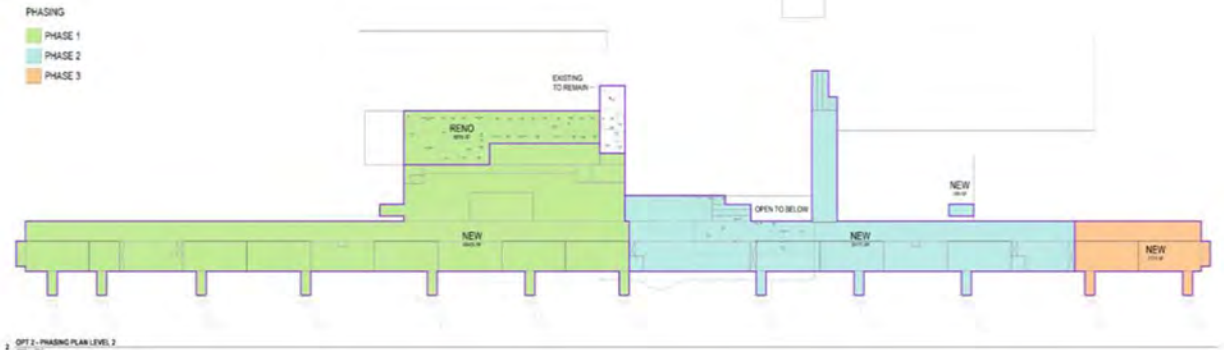 PHASING
PHASE 1
PHASE 2
PHASE 3
EXISTING
TO REMAIN
RENO
NEW
OPEN TO BELOW
NEW
NEW
NEW
2 OPT 2 - PHASING PLAN LEVEL 2